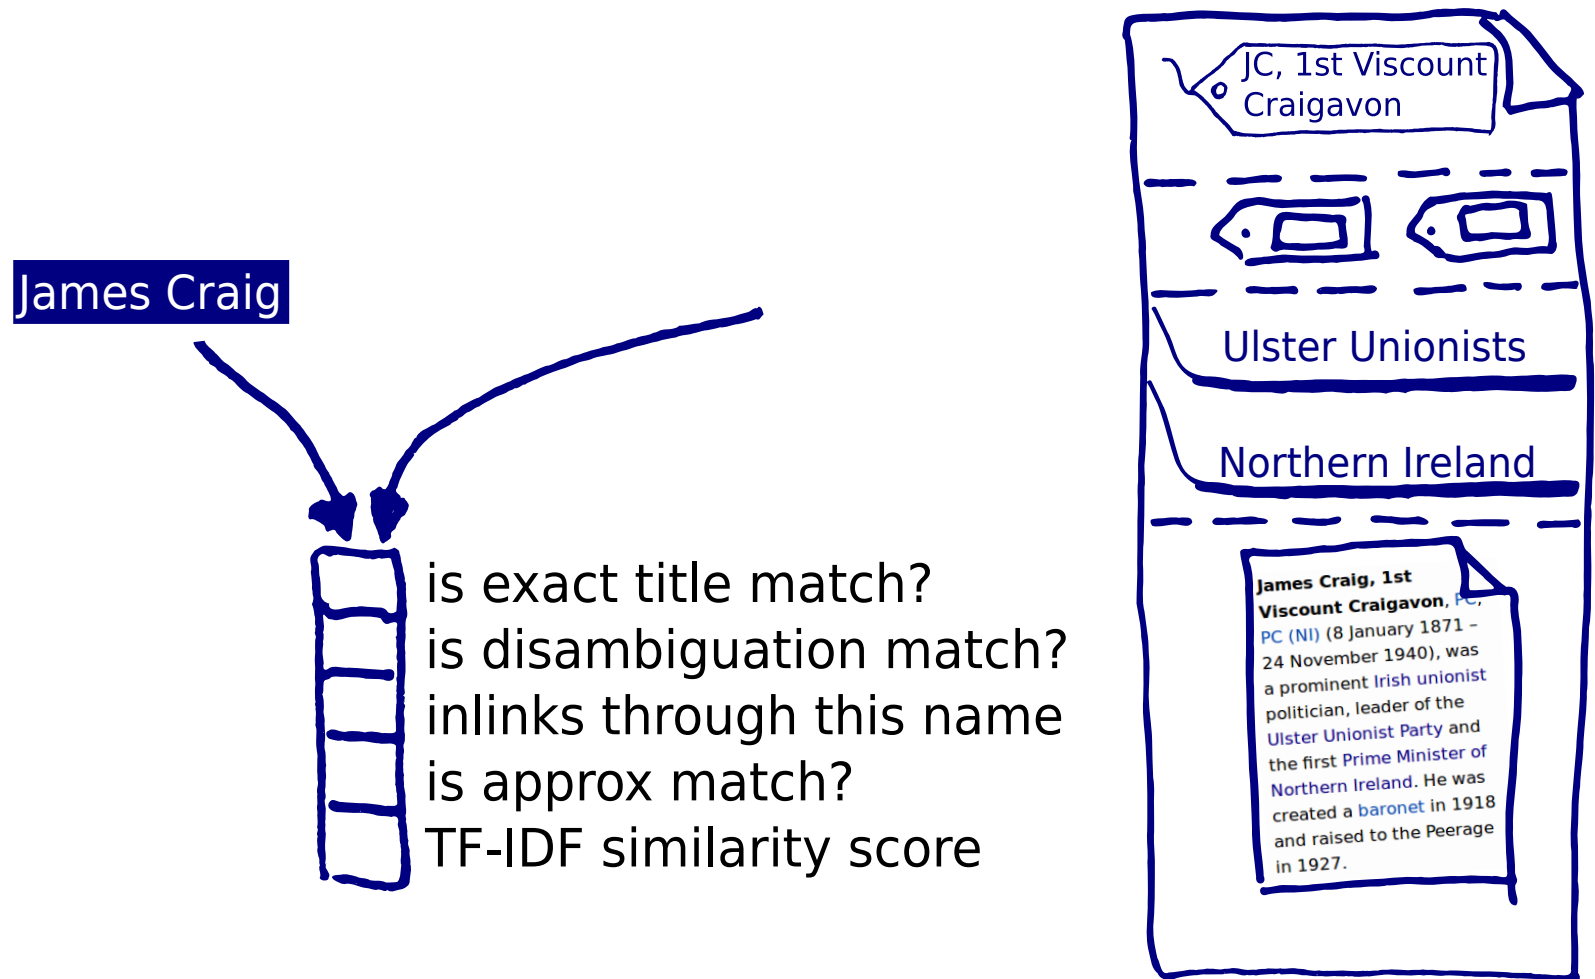 James Craig
is exact title match?
is disambiguation match?
inlinks through this name
is approx match?
TF-IDF similarity score
JC, 1st Viscount
Craigavon
Ulster Unionists
Northern Ireland
James Craig, 1st
Viscount Craigavon, PC,
PC (NI) (8 January 1871 –
24 November 1940), was
a prominent Irish unionist
politician, leader of the
Ulster Unionist Party and
the first Prime Minister of
Northern Ireland. He was
created a baronet in 1918
and raised to the Peerage
in 1927.